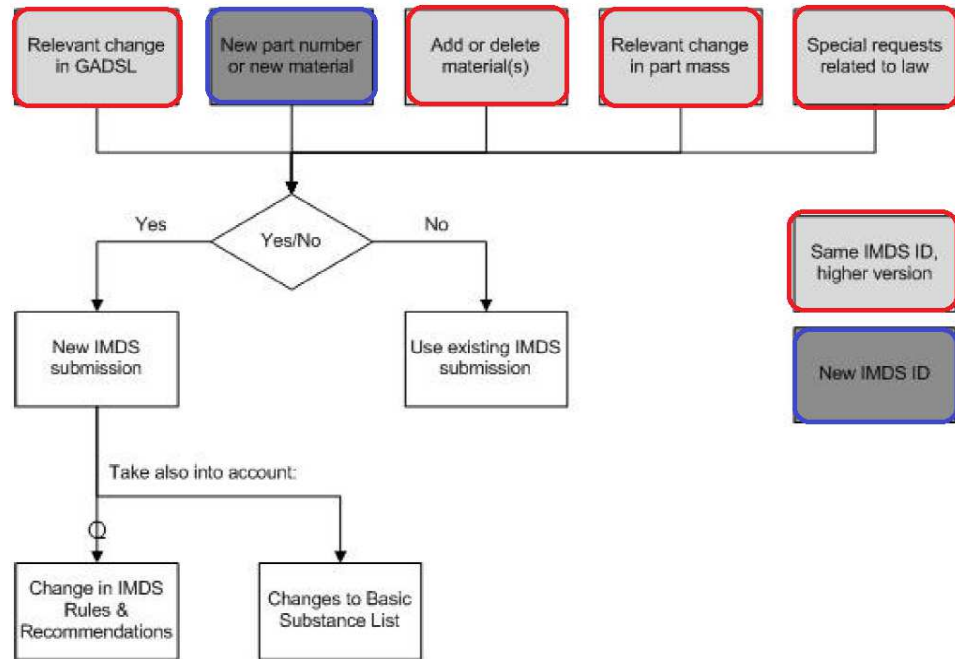 Relevant change
in GADSL
New part number
or new material
Add or delete
material(s)
Relevant change
in part mass
Special requests
related to law
Yes
Yes/No
No
Same IMDS ID,
higher version
New IMDS
submission
Use existing IMDS
submission
New IMDS ID
Take also into account:
Change in IMDS
Rules &
Recommendations
Changes to Basic
Substance List